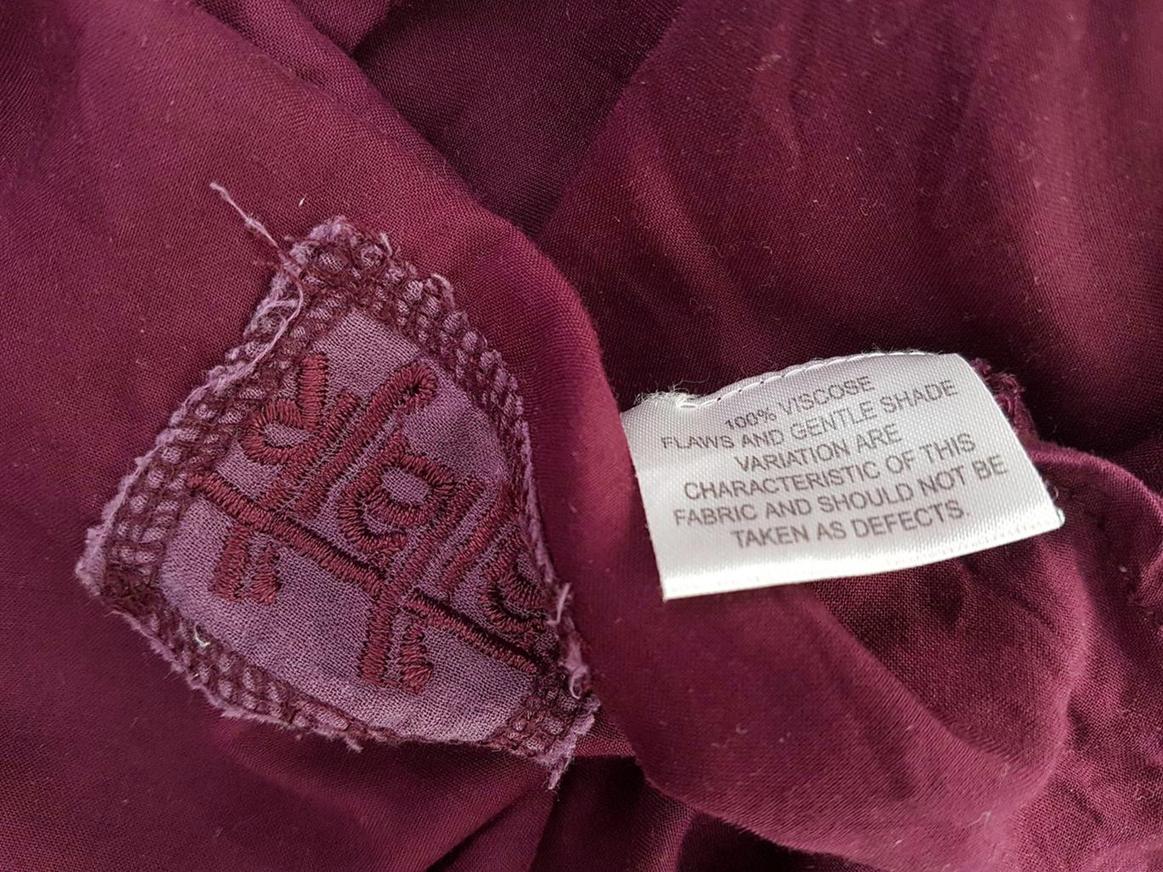 100% VISCOSE
FLAWS AND GENTLE SHADE
VARIATION ARE
CHARACTERISTIC OF THIS
FABRIC AND SHOULD NOT BE
TAKEN AS DEFECTS.